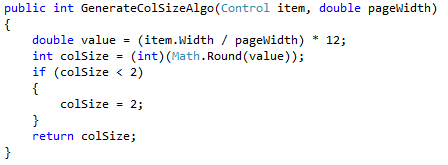 public int GenerateColSizeAlgo(Control item, double pageWidth)
{
    double value = (item.Width / pageWidth) * 12;
    int colSize = (int)(Math.Round(value));
    if (colSize < 2)
    {
        colSize = 2;
    }
    return colSize;
}